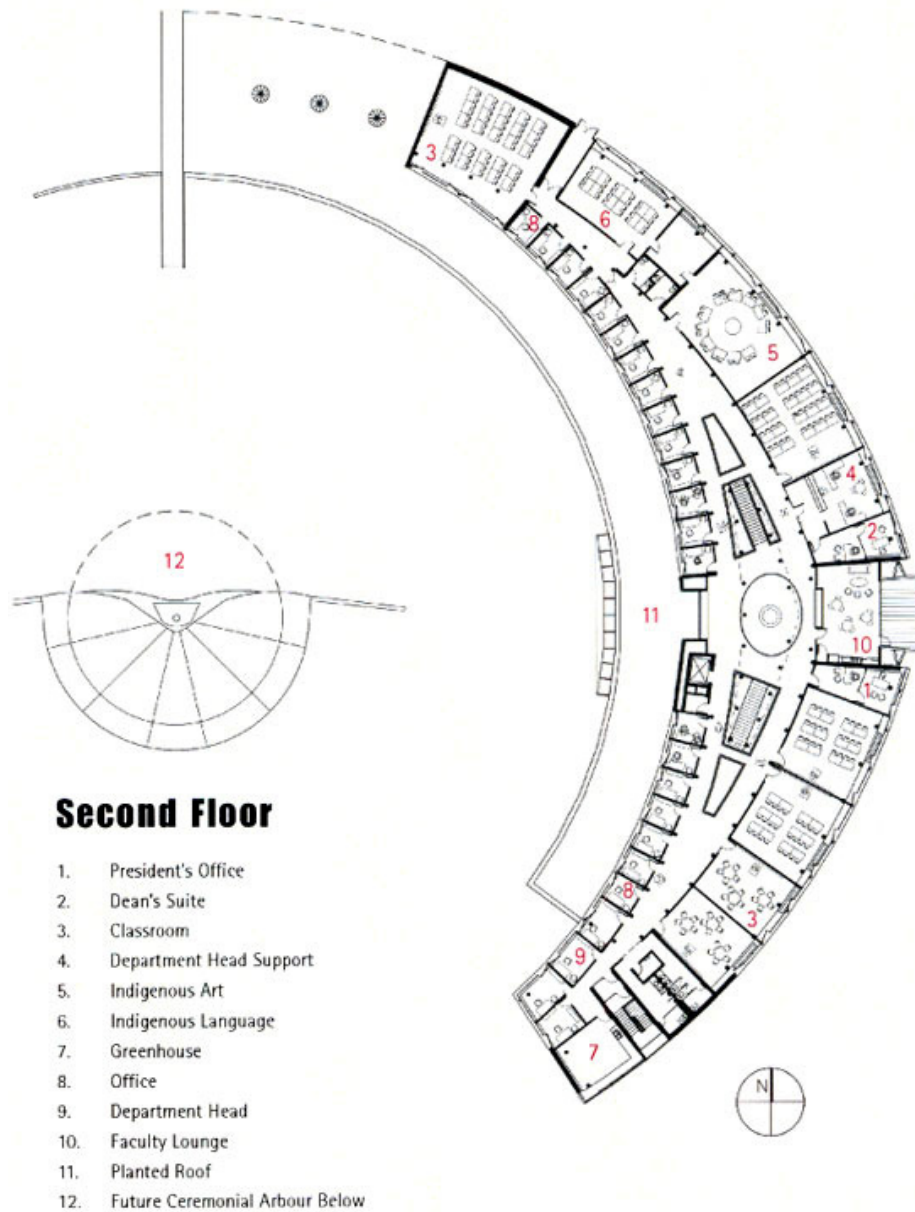 3
8
6
5
4
2
12
11
10
1
8
3
9
7
N
Second Floor
1. President's Office
2. Dean's Suite
3. Classroom
4. Department Head Support
5. Indigenous Art
6. Indigenous Language
7. Greenhouse
8. Office
9. Department Head
10. Faculty Lounge
11. Planted Roof
12. Future Ceremonial Arbour Below